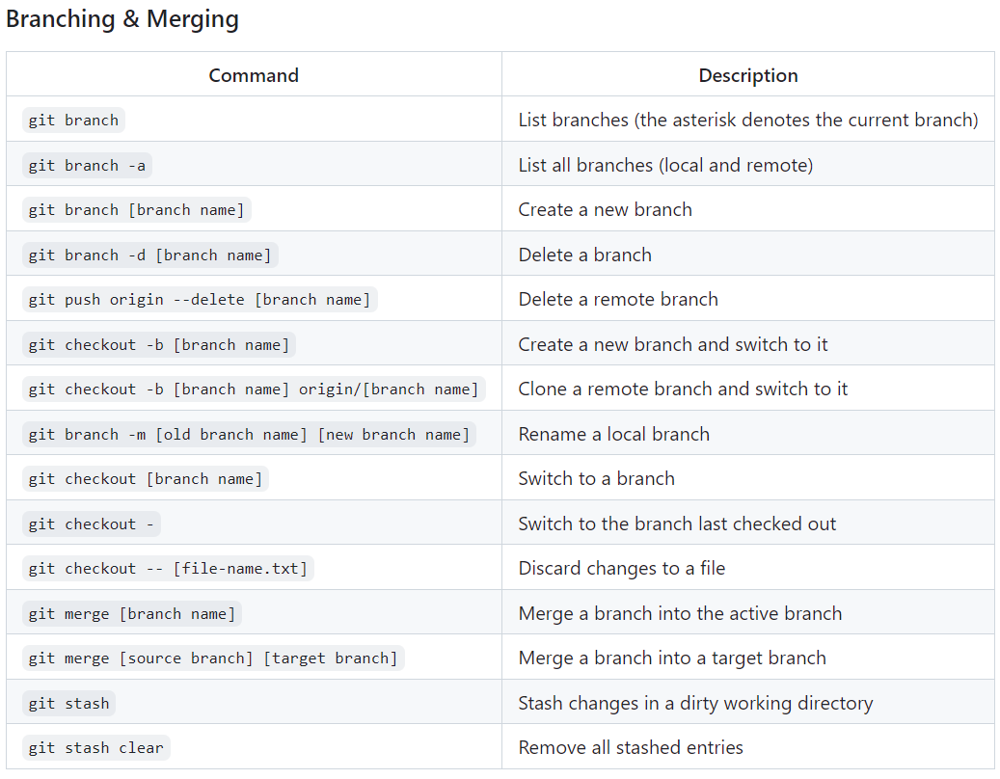 Branching & Merging
Command Description
git branch List branches (the asterisk denotes the current branch)
git branch -a List all branches (local and remote)
git branch [branch name] Create a new branch
git branch -d [branch name] Delete a branch
git push origin --delete [branch name] Delete a remote branch
git checkout -b [branch name] Create a new branch and switch to it
git checkout -b [branch name] origin/[branch name] Clone a remote branch and switch to it
git branch -m [old branch name] [new branch name] Rename a local branch
git checkout [branch name] Switch to a branch
git checkout - Switch to the branch last checked out
git checkout -- [file-name.txt] Discard changes to a file
git merge [branch name] Merge a branch into the active branch
git merge [source branch] [target branch] Merge a branch into a target branch
git stash Stash changes in a dirty working directory
git stash clear Remove all stashed entries